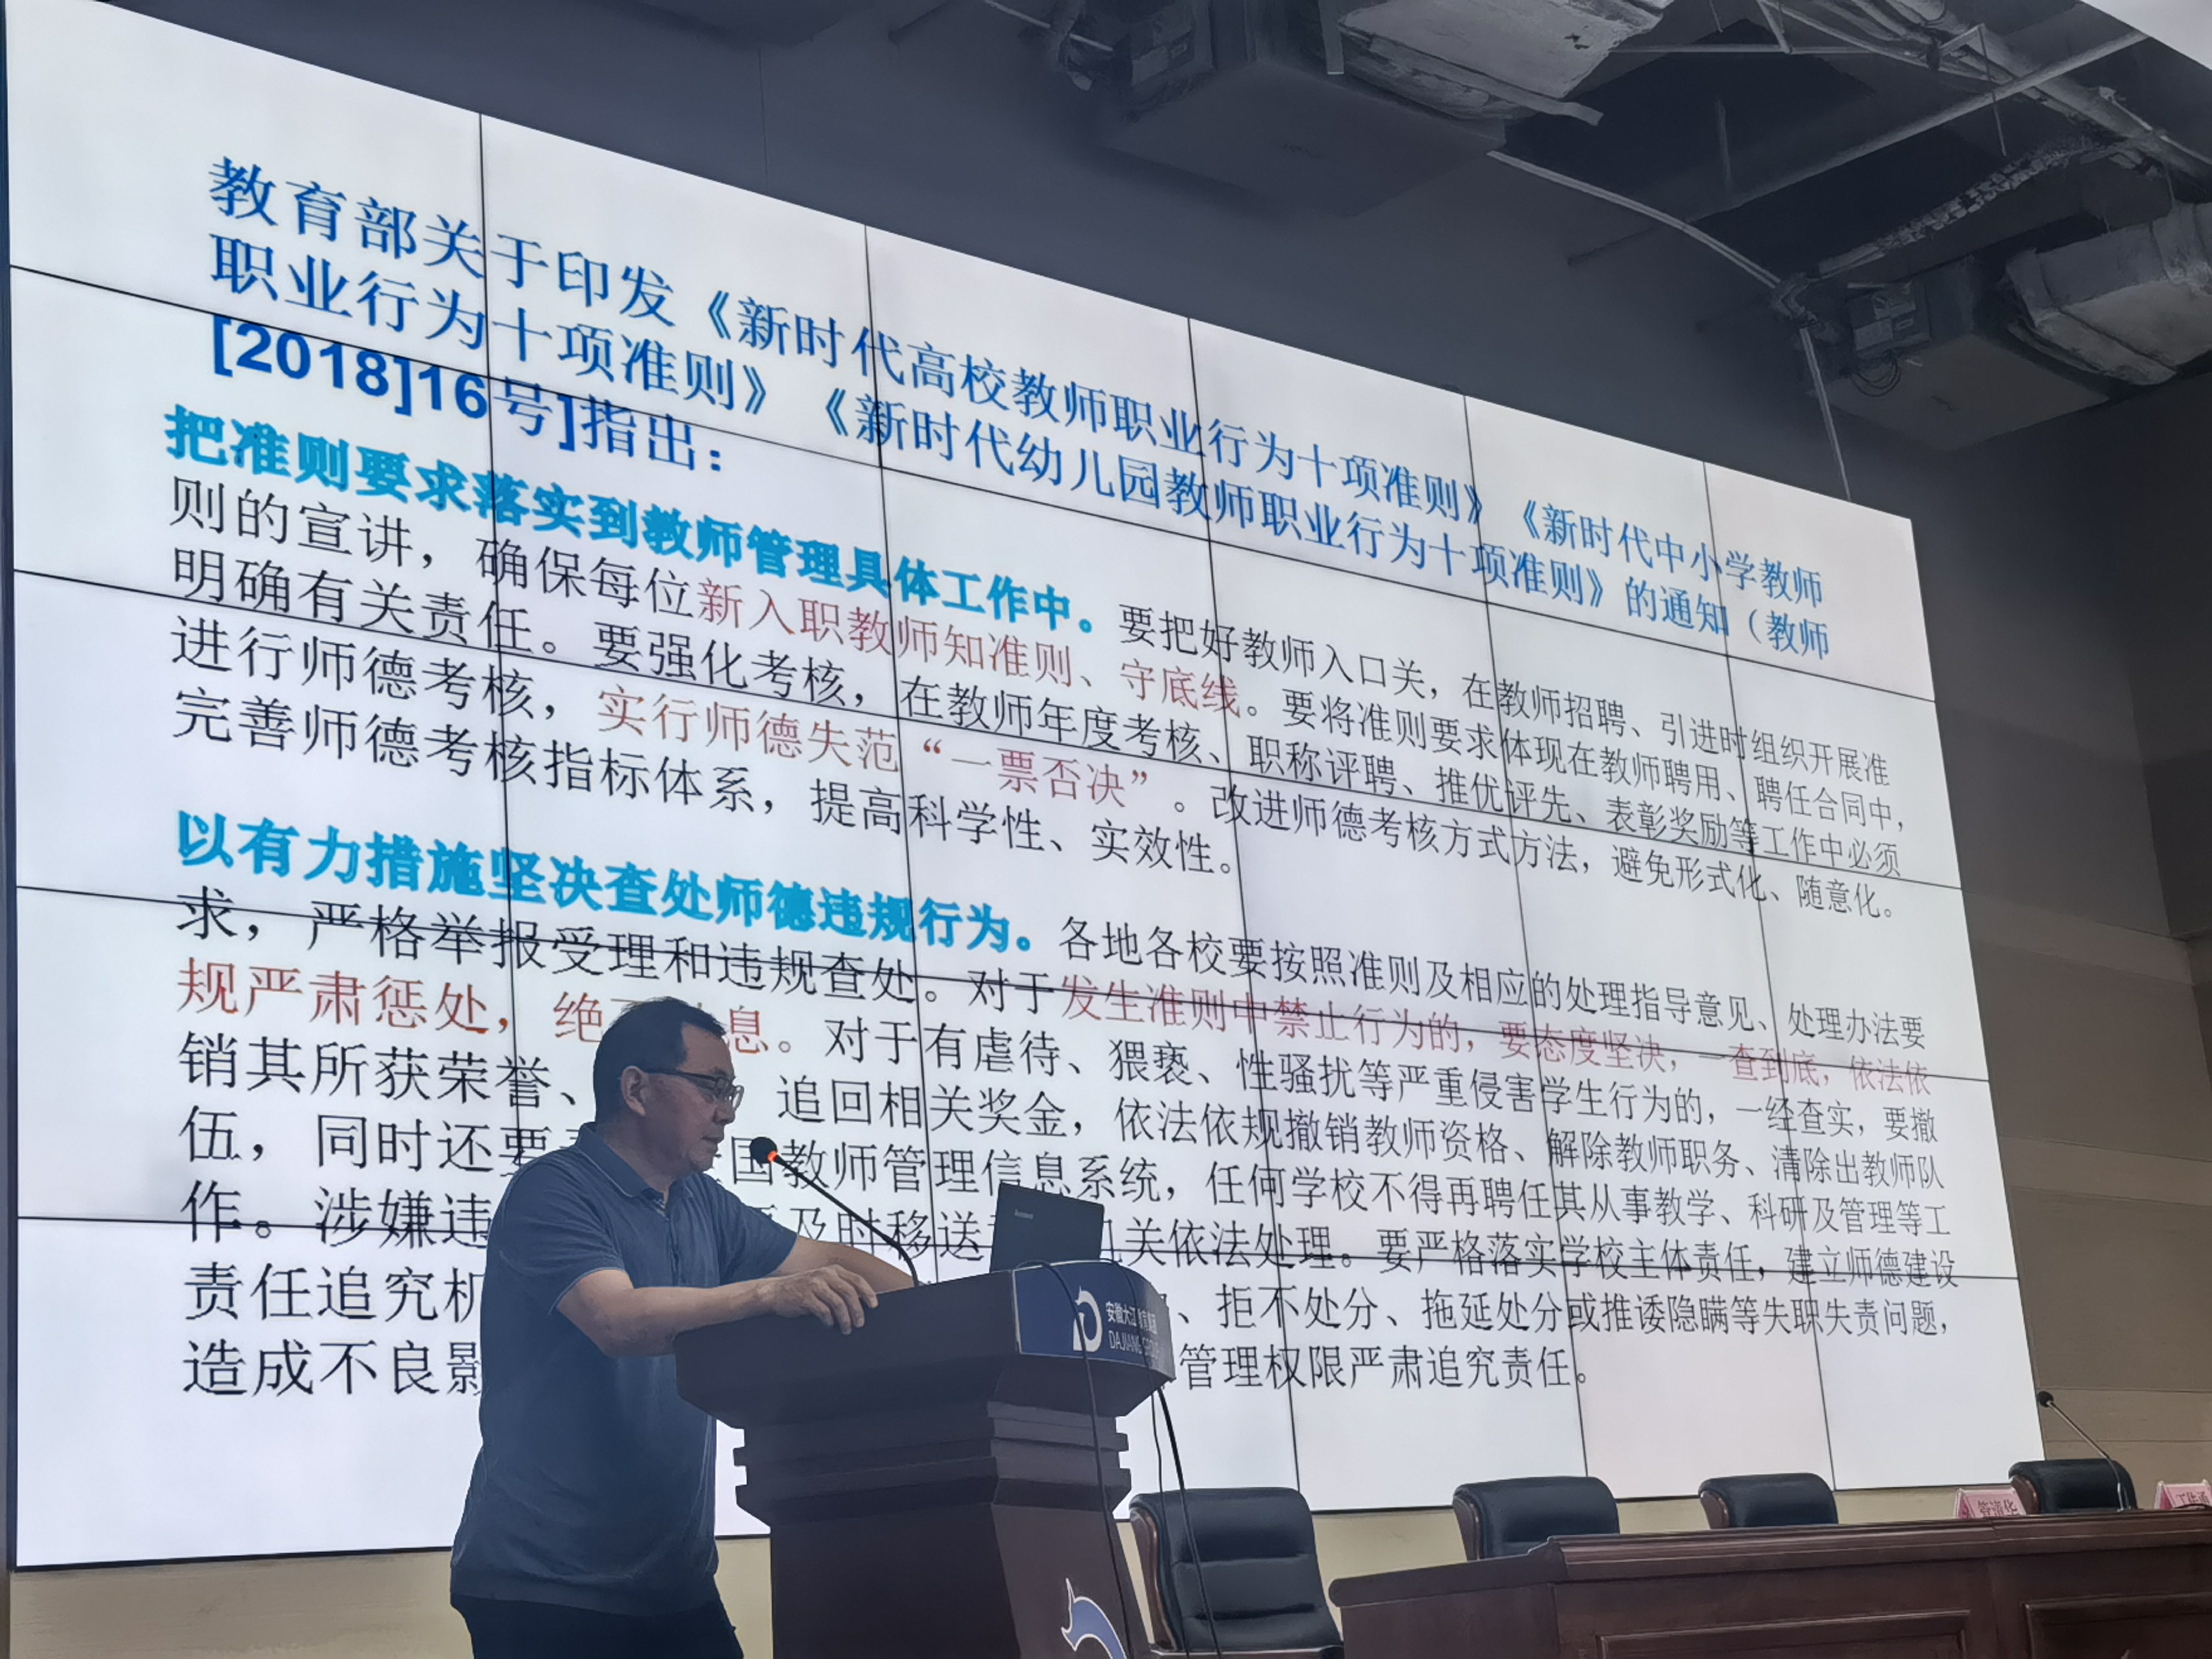 教育部关于印发《新时代高校教师职业行为十项准则》《新时代中小学教师
职业行为十项准则》《新时代幼儿园教师职业行为十项准则》的通知（教师
[2018]16号]指出：
把准则要求落实到教师管理具体工作中。要把好教师入口关，在教师招聘、引进时组织开展准
则的宣讲，确保每位新入职教师知准则、守底线。要将准则要求体现在教师聘用、聘任合同中，
明确有关责任。要强化考核，在教师年度考核、职称评聘、推优评先、表彰奖励等工作中必须
进行师德考核，实行师德失范“一票否决”。改进师德考核方式方法，避免形式化、随意化。
完善师德考核指标体系，提高科学性、实效性。
以有力措施坚决查处师德违规行为。各地各校要按照准则及相应的处理指导意见、处理办法要
求，严格举报受理和违规查处。对于发生准则中禁止行为的，要态度坚决，一查到底，依法依
规严肃惩处，绝 息。对于有虐待、猥亵、性骚扰等严重侵害学生行为的，一经查实，要撤
销其所获荣誉、 追回相关奖金，依法依规撤销教师资格、解除教师职务、清除出教师队
伍，同时还要 国教师管理信息系统，任何学校不得再聘任其从事教学、科研及管理等工
作。涉嫌违 及时移送 关依法处理。要严格落实学校主体责任，建立师德建设
责任追究机 、拒不处分、拖延处分或推诿隐瞒等失职失责问题，
造成不良影 管理权限严肃追究责任。
lenovo
安徽大江 集团
DAJIANG